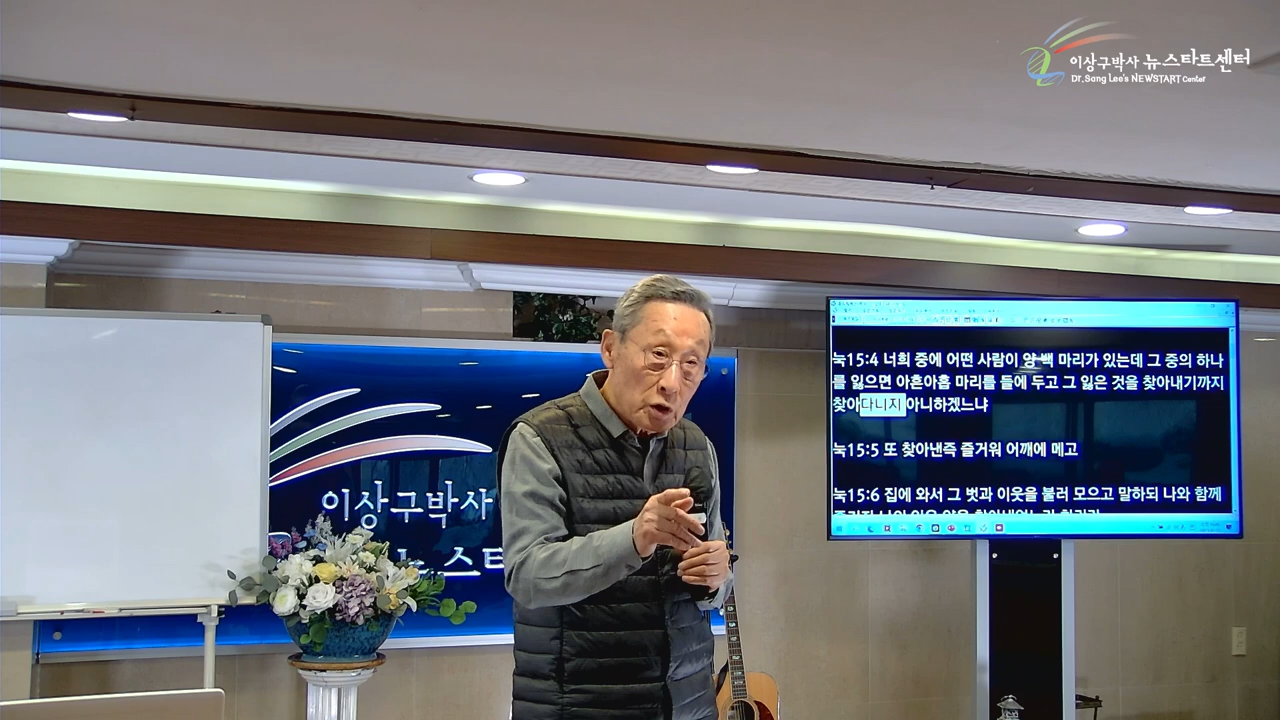 이상구박사 뉴스타트센터
Dr. Sang Lee's NEWSTART Center
이상구박사
뉴스타
눅15:4 너희 중에 어떤 사람이 양 백 마리가 있는데 그 중의 하나
를 잃으면 아흔아홉 마리를 들에 두고 그 잃은 것을 찾아내기까지
찾아다니지 아니하겠느냐
눅15:5 또 찾아낸즉 즐거워 어깨에 메고
눅15:6 집에 와서 그 벗과 이웃을 불러 모으고 말하되 나와 함께